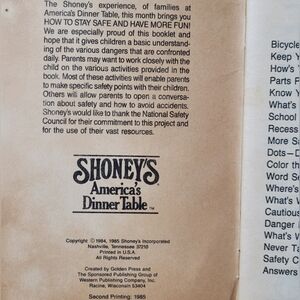 The Shoney's experience, of families at
America's Dinner Table, this month brings you
HOW TO STAY SAFE AND HAVE MORE FUN!
We are especially proud of this booklet and
hope that it gives children a basic understand-
ing of the various dangers that are confronted
daily. Parents may want to work closely with the
child on the various activities provided in the
book. Most of these activities will enable parents
to make specific safety points with their children.
Others will allow parents to open a conversa-
tion about safety and how to avoid accidents.
Shoney's would like to thank the National Safety
Council for their commitment to this project and
for the use of their vast resources.
SHONEY'S
America's
Dinner Table
TM
Copyright © 1984, 1985 Shoney's Incorporated
Nashville, Tennessee 37210
Printed in U.S.A.
All Rights Reserved
Created by Golden Press and
The Sponsored Publishing Group of
Western Publishing Company, Inc.
Racine, Wisconsin 53404
Second Printing: 1985
Bicycle
Keep Y
How's
Parts F
Know Y
What's
School
Recess
More Sa
Dots—D
Color th
Word Se
Where's
What's W
Cautious
Danger
What's W
Never Ta
Safety C
Answers